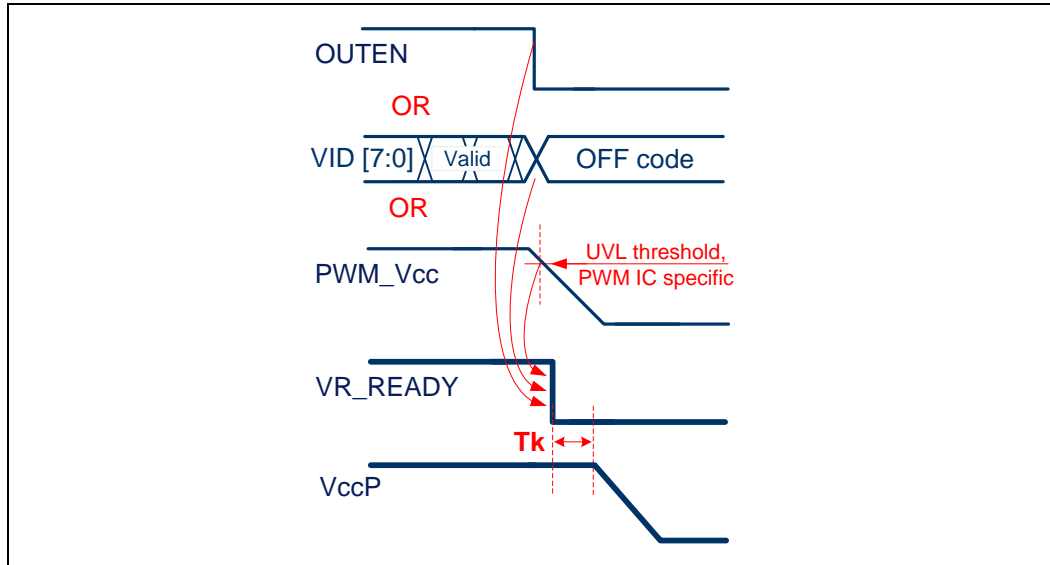 OUTEN
OR
VID [7:0]
Valid
OFF code
OR
UVL threshold,
PWM IC specific
PWM_Vcc
VR_READY
Tk
VccP